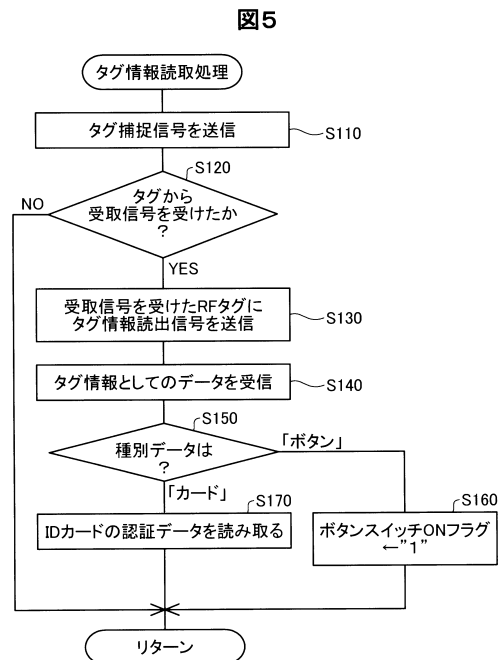 図5
タグ情報読取処理
タグ捕捉信号を送信
S110
S120
タグから
受取信号を受けたか
?
NO
YES
受取信号を受けたRFタグに
タグ情報読出信号を送信
S130
タグ情報としてのデータを受信
S140
S150
種別データは
?
「ボタン」
「カード」
S170
IDカードの認証データを読み取る
S160
ボタンスイッチONフラグ
←"1"
リターン